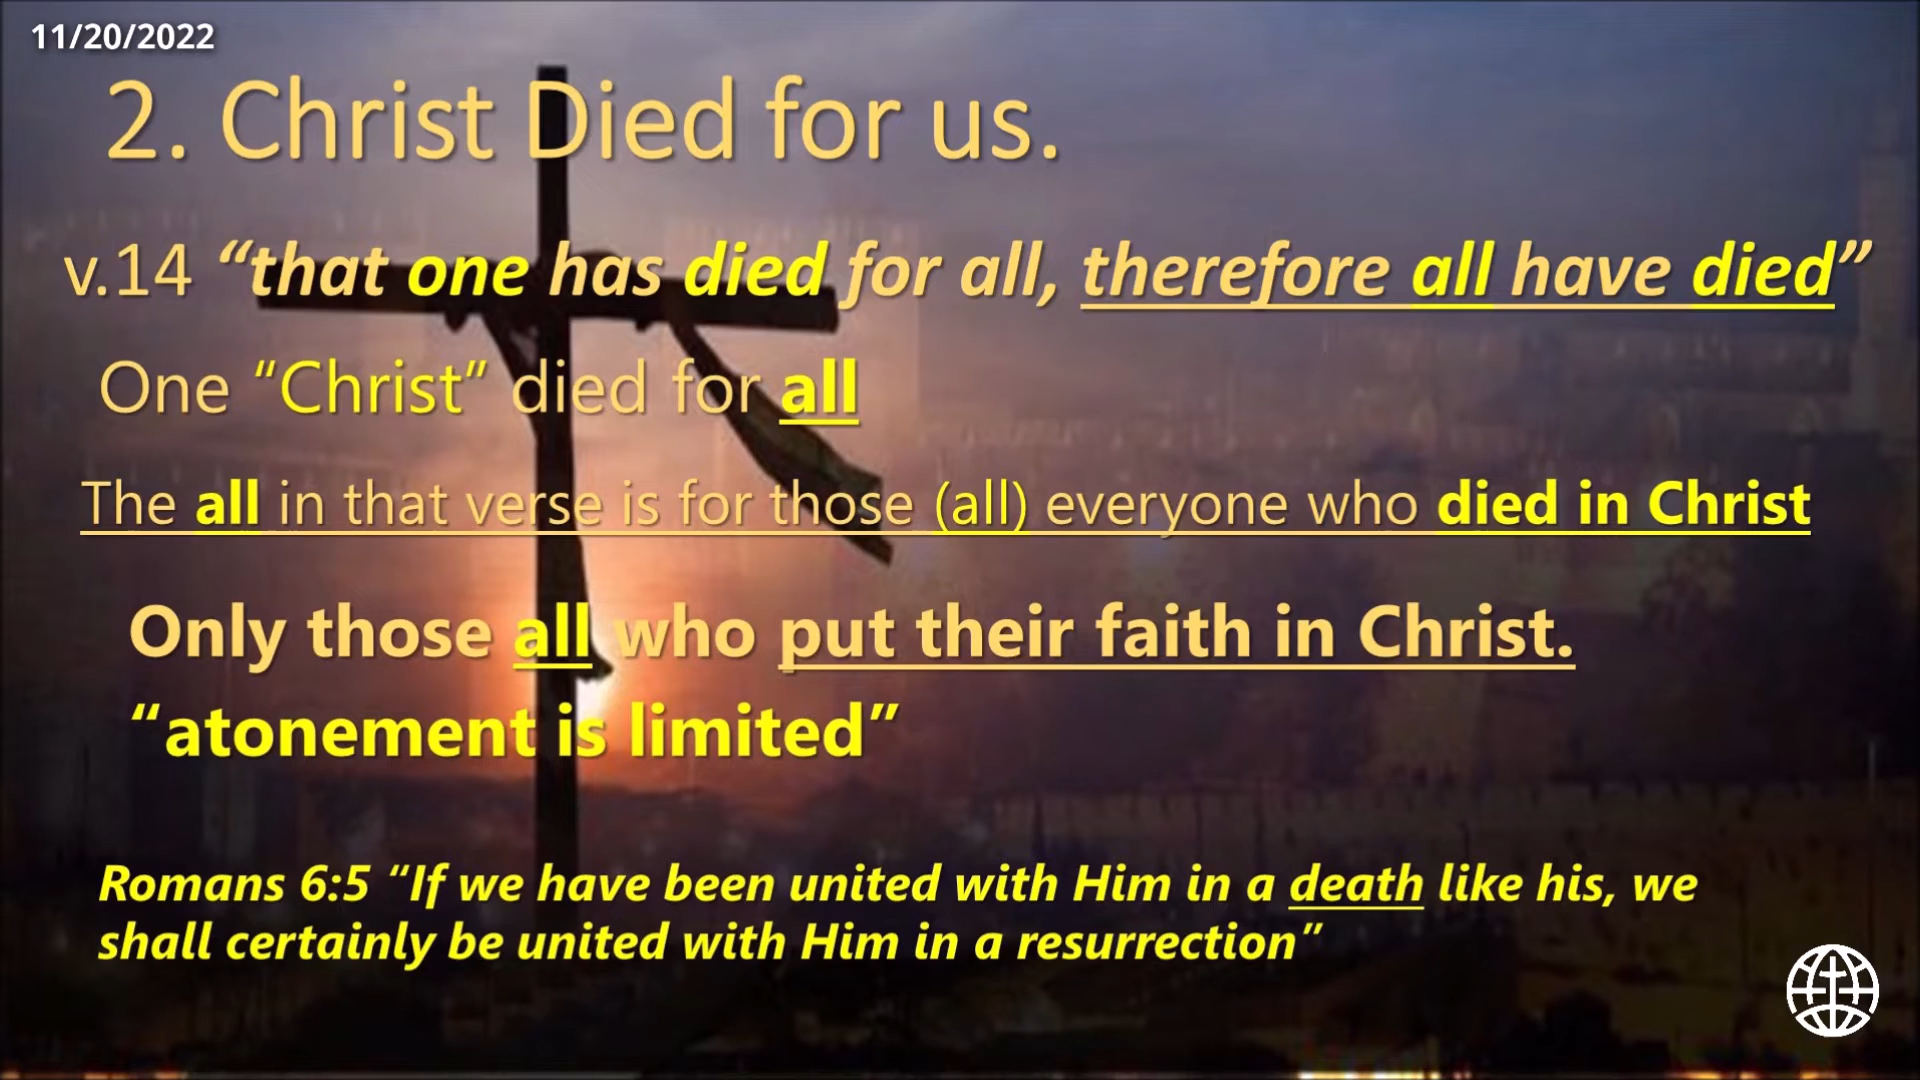 11/20/2022
2. Christ Died for us.
v.14 “that one has died for all, therefore all have died”
One “Christ” died for all
The all in that verse is for those (all) everyone who died in Christ
Only those all who put their faith in Christ.
“atonement is limited”
Romans 6:5 “If we have been united with Him in a death like his, we
shall certainly be united with Him in a resurrection”